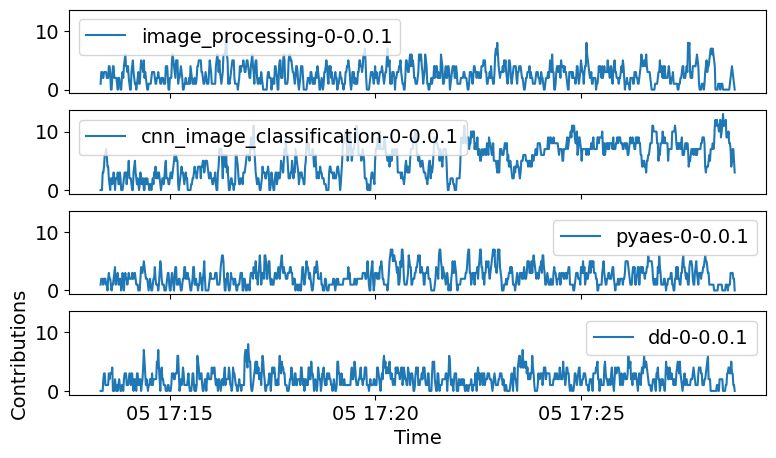 10
0
image_processing-0-0.0.1
10
0
cnn_image_classification-0-0.0.1
10
0
pyaes-0-0.0.1
10
0
dd-0-0.0.1
Contributions
05 17:15 05 17:20 05 17:25
Time